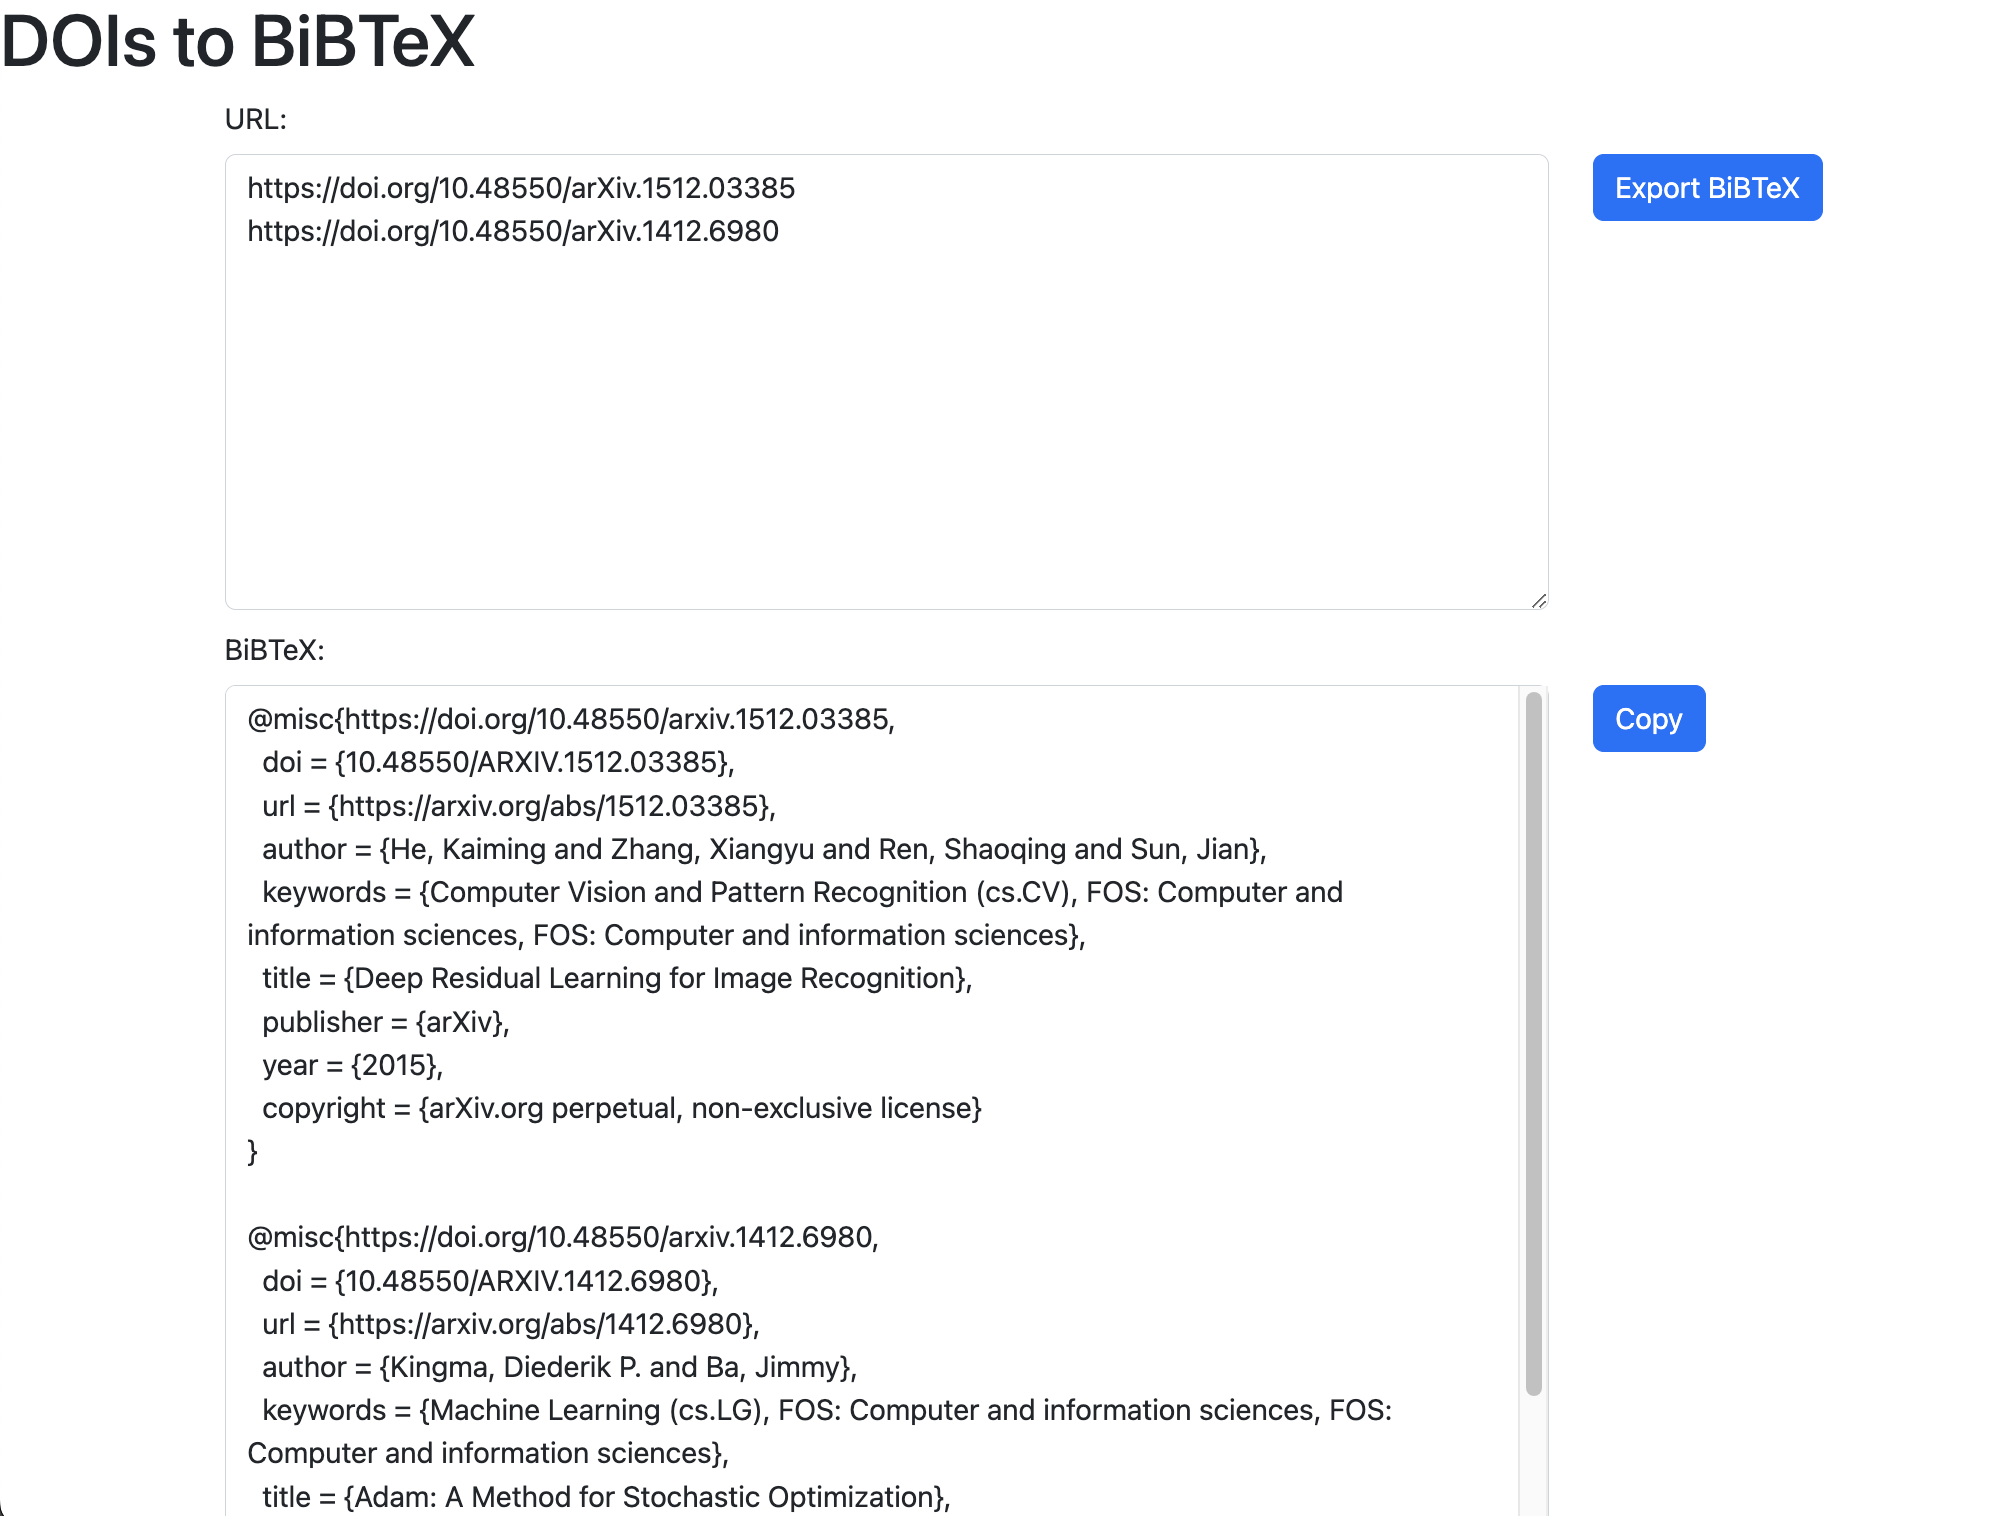 DOIs to BiBTeX
URL:
https://doi.org/10.48550/arXiv.1512.03385
https://doi.org/10.48550/arXiv.1412.6980
Export BiBTeX
BiBTeX:
@misc{https://doi.org/10.48550/arxiv.1512.03385,
  doi = {10.48550/ARXIV.1512.03385},
  url = {https://arxiv.org/abs/1512.03385},
  author = {He, Kaiming and Zhang, Xiangyu and Ren, Shaoqing and Sun, Jian},
  keywords = {Computer Vision and Pattern Recognition (cs.CV), FOS: Computer and
information sciences, FOS: Computer and information sciences},
  title = {Deep Residual Learning for Image Recognition},
  publisher = {arXiv},
  year = {2015},
  copyright = {arXiv.org perpetual, non-exclusive license}
}
@misc{https://doi.org/10.48550/arxiv.1412.6980,
  doi = {10.48550/ARXIV.1412.6980},
  url = {https://arxiv.org/abs/1412.6980},
  author = {Kingma, Diederik P. and Ba, Jimmy},
  keywords = {Machine Learning (cs.LG), FOS: Computer and information sciences, FOS:
Computer and information sciences},
  title = {Adam: A Method for Stochastic Optimization},
Copy